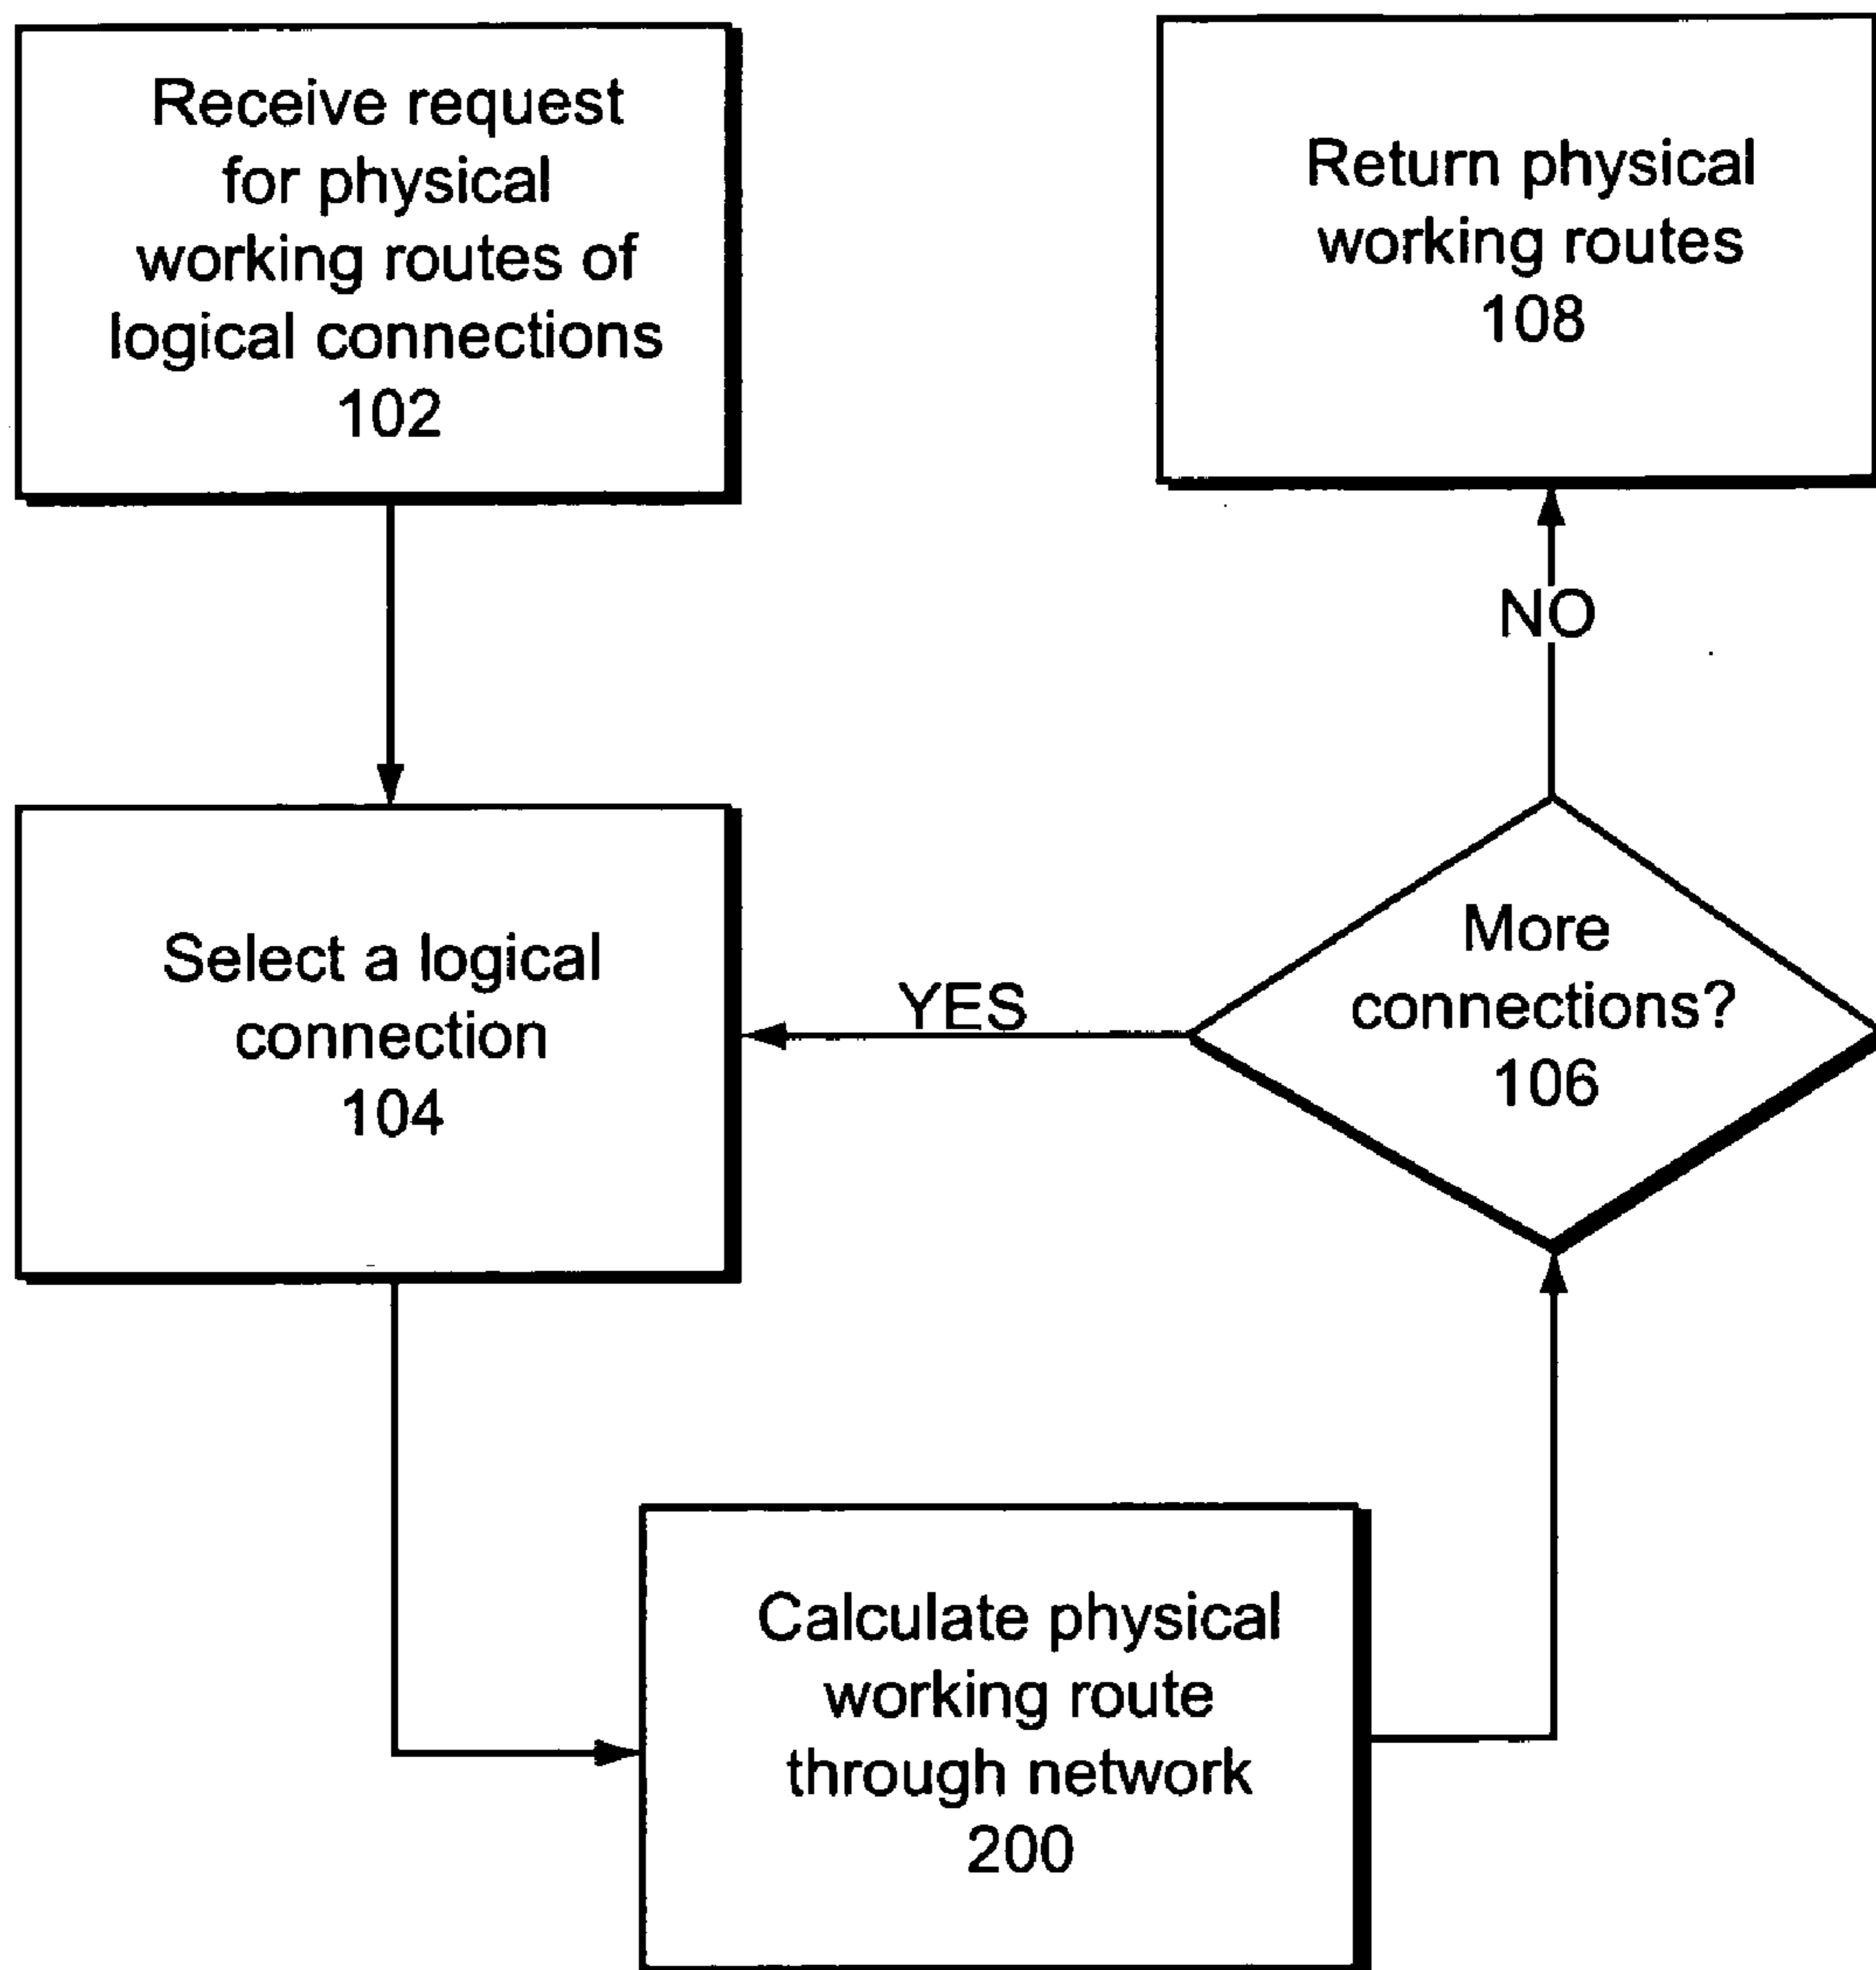 Receive request
for physical
working routes of
logical connections
102
Return physical
working routes
108
NO
Select a logical
connection
104
YES
More
connections?
106
Calculate physical
working route
through network
200